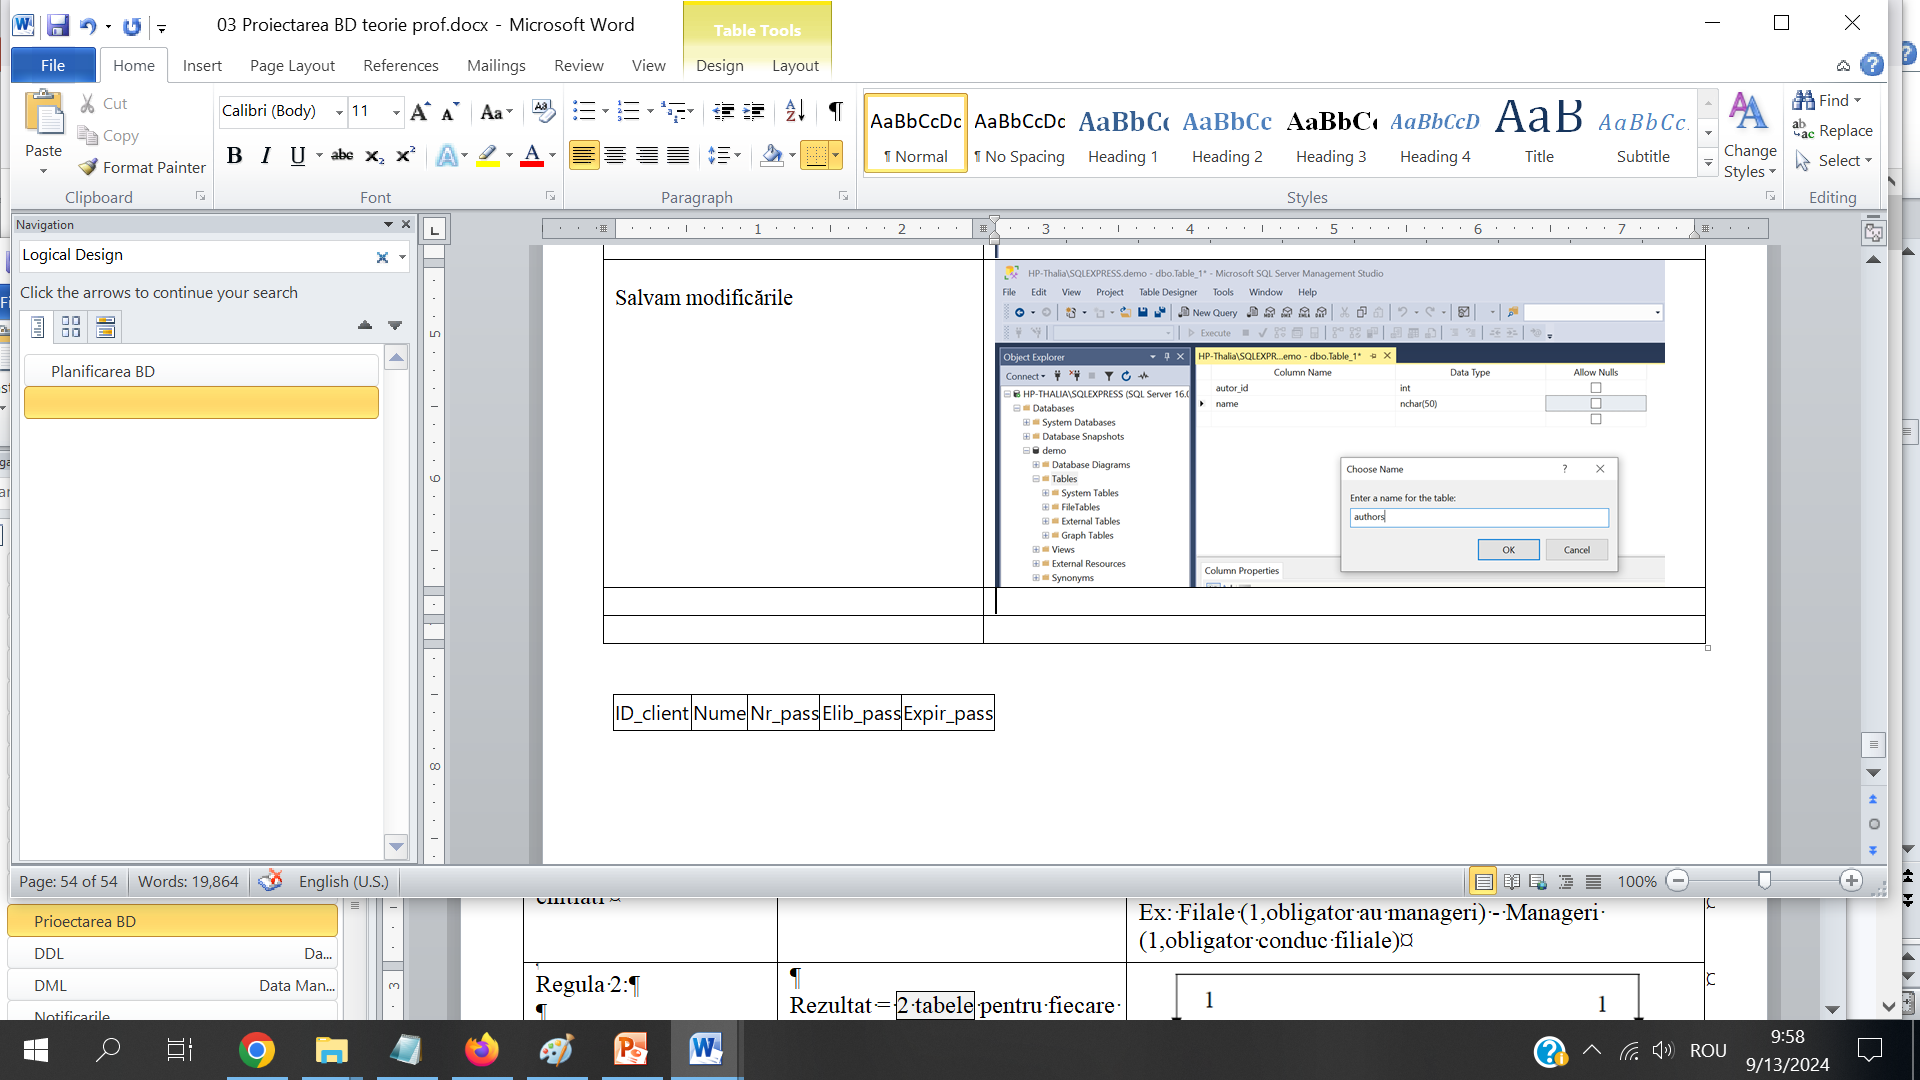 03 Proiectarea BD teorie prof.docx - Microsoft Word
Table Tools
File Home Insert Page Layout References Mailings Review View Design Layout
Paste
Cut
Copy
Format Painter
Clipboard
Calibri (Body) 11
Font
Paragraph
AaBbCcDc AaBbCcDc AaBbCc AaBbCc AaBbCc AaBbCcD AaB AaBbCc.
¶ Normal ¶ No Spacing Heading 1 Heading 2 Heading 3 Heading 4 Title Subtitle
Styles
Change
Styles
Find
Replace
Select
Editing
Navigation
Logical Design
Click the arrows to continue your search
Planificarea BD
1 2 3 4 5 6 7
Salvam modificările
HP-Thalia\SQLEXPRESS.demo - dbo.Table_1* - Microsoft SQL Server Management Studio
File Edit View Project Table Designer Tools Window Help
New Query
Execute
Object Explorer
Connect
HP-THALIA\SQLEXPRESS (SQL Server 16.0
Databases
System Databases
Database Snapshots
demo
Database Diagrams
Tables
System Tables
FileTables
External Tables
Graph Tables
Views
External Resources
Synonyms
HP-Thalia\SQLEXPR...emo - dbo.Table_1*
Column Name Data Type Allow Nulls
autor_id int
name nchar(50)
Choose Name
Enter a name for the table:
authors
OK Cancel
Column Properties
ID_client Nume Nr_pass Elib_pass Expir_pass
Page: 54 of 54 Words: 19,864 English (U.S.) 100%
Prioectarea BD
DDL Da...
DML Data Man...
Notificarile
Ex:·Filale·(1,obligator·au·manageri)·-·Manageri·
(1,obligator·conduc·filiale)¤
Regula·2:¶
¶
¶
Rezultat·=·2·tabele·pentru·fiecare·
1 1
ROU
9:58
9/13/2024